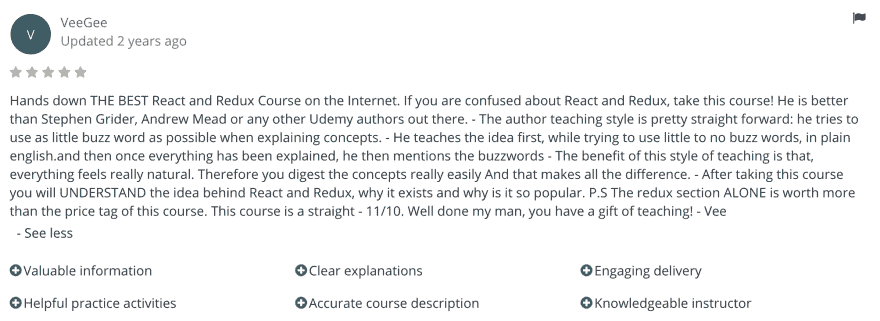 V
VeeGee
Updated 2 years ago
Hands down THE BEST React and Redux Course on the Internet. If you are confused about React and Redux, take this course! He is better
than Stephen Grider, Andrew Mead or any other Udemy authors out there. - The author teaching style is pretty straight forward: he tries to
use as little buzz word as possible when explaining concepts. - He teaches the idea first, while trying to use little to no buzz words, in plain
english.and then once everything has been explained, he then mentions the buzzwords - The benefit of this style of teaching is that,
everything feels really natural. Therefore you digest the concepts really easily And that makes all the difference. - After taking this course
you will UNDERSTAND the idea behind React and Redux, why it exists and why is it so popular. P.S The redux section ALONE is worth more
than the price tag of this course. This course is a straight - 11/10. Well done my man, you have a gift of teaching! - Vee
- See less
Valuable information Clear explanations Engaging delivery
Helpful practice activities Accurate course description Knowledgeable instructor